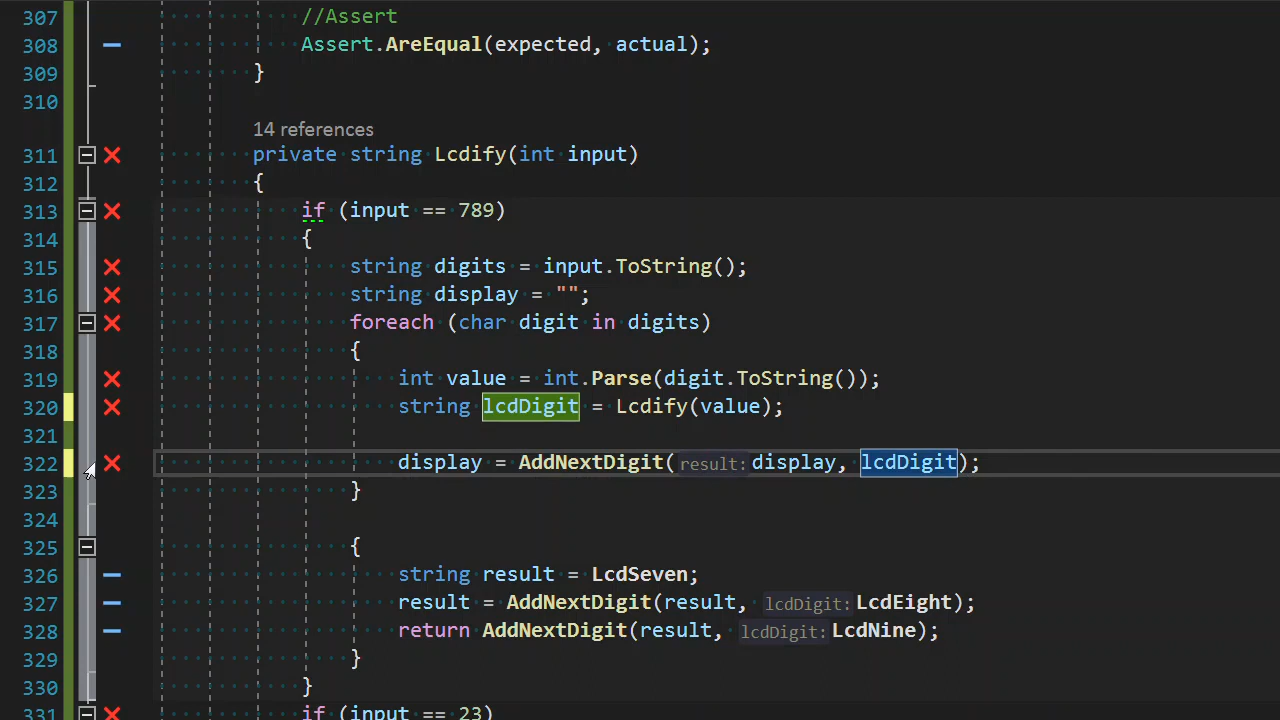 307 //Assert
308 Assert.AreEqual(expected, actual);
309 }
310
14 references
311 private string Lcdify(int input)
312 {
313 if (input == 789)
314 {
315 string digits = input.ToString();
316 string display = "";
317 foreach (char digit in digits)
318 {
319 int value = int.Parse(digit.ToString());
320 string lcdDigit = Lcdify(value);
321
322 display = AddNextDigit(result: display, lcdDigit);
323 }
324
325 {
326 string result = LcdSeven;
327 result = AddNextDigit(result, lcdDigit: LcdEight);
328 return AddNextDigit(result, lcdDigit: LcdNine);
329 }
330 }
331 if (input == 23)